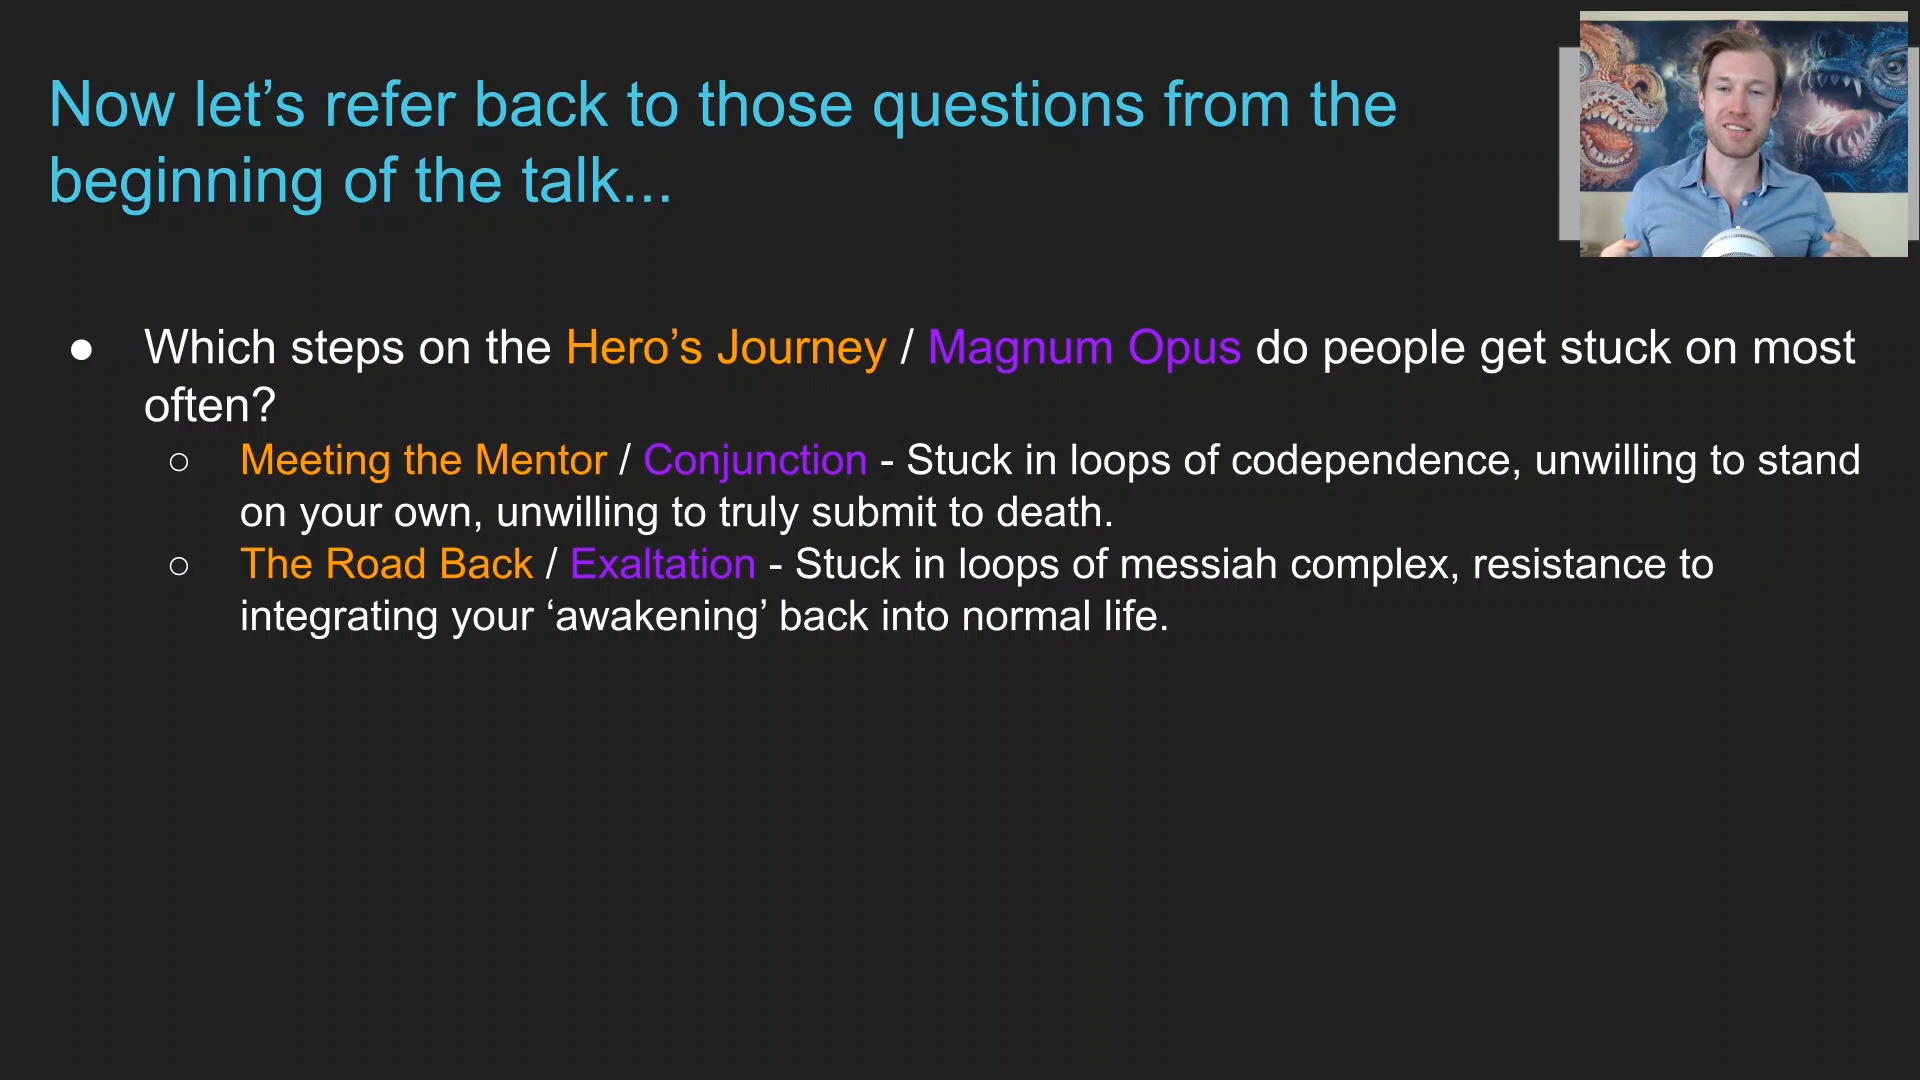 Now let’s refer back to those questions from the
beginning of the talk...
● Which steps on the Hero’s Journey / Magnum Opus do people get stuck on most
often?
○ Meeting the Mentor / Conjunction - Stuck in loops of codependence, unwilling to stand
on your own, unwilling to truly submit to death.
○ The Road Back / Exaltation - Stuck in loops of messiah complex, resistance to
integrating your ‘awakening’ back into normal life.